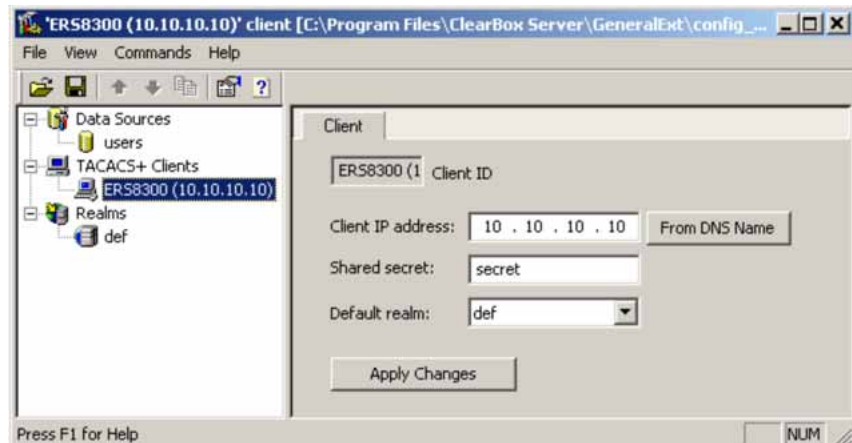 'ERS8300 (10.10.10.10)' client [C:\Program Files\ClearBox Server\GeneralExt\config_...
File View Commands Help
Data Sources
users
TACACS+ Clients
ERS8300 (10.10.10.10)
Realms
def
Client
ERS8300 (1 Client ID
Client IP address: 10 . 10 . 10 . 10 From DNS Name
Shared secret: secret
Default realm: def
Apply Changes
Press F1 for Help NUM